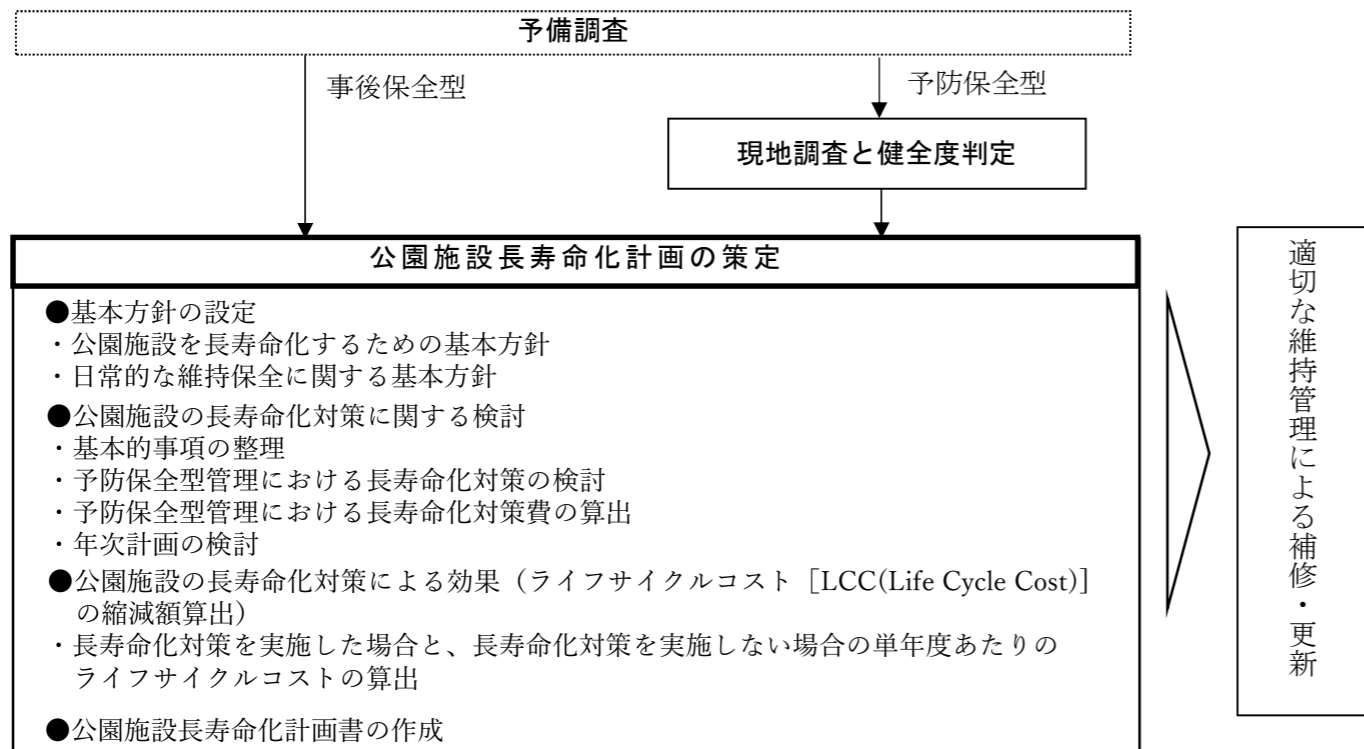 予備調査
事後保全型
予防保全型
現地調査と健全度判定
公園施設長寿命化計画の策定
●基本方針の設定
・公園施設を長寿命化するための基本方針
・日常的な維持保全に関する基本方針
●公園施設の長寿命化対策に関する検討
・基本的事項の整理
・予防保全型管理における長寿命化対策の検討
・予防保全型管理における長寿命化対策費の算出
・年次計画の検討
●公園施設の長寿命化対策による効果（ライフサイクルコスト［LCC(Life Cycle Cost)］
の縮減額算出）
・長寿命化対策を実施した場合と、長寿命化対策を実施しない場合の単年度あたりの
ライフサイクルコストの算出
●公園施設長寿命化計画書の作成
適切な維持管理による補修・更新